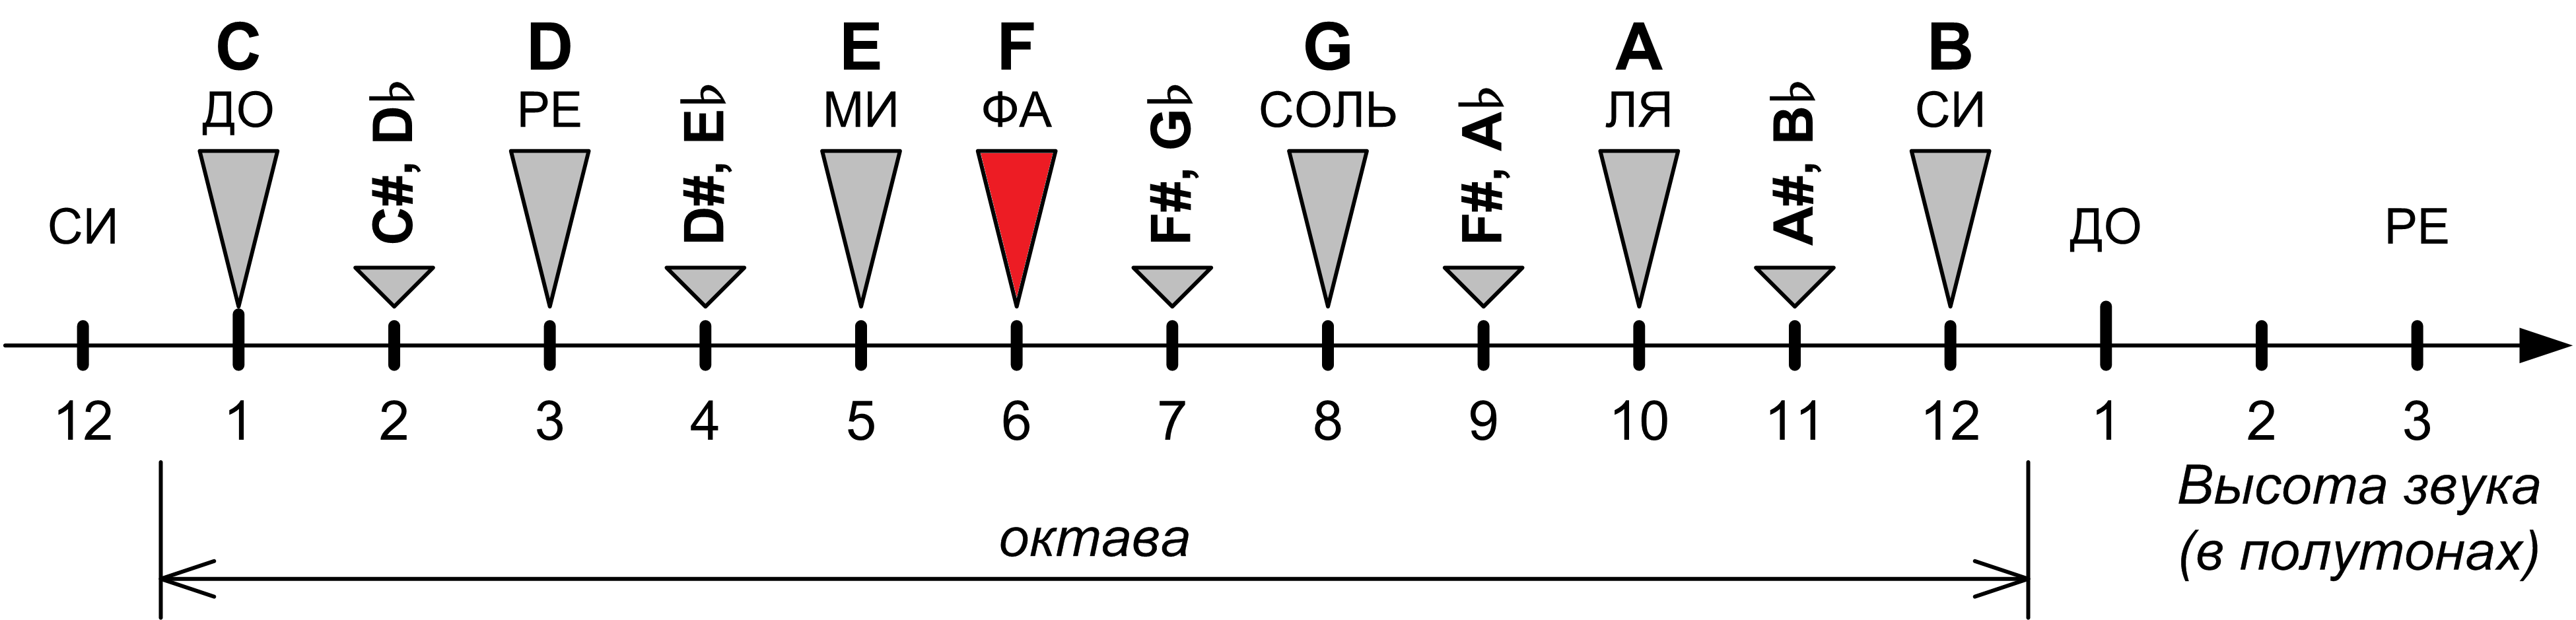 C D E F G A B
ДО РЕ МИ ФА СОЛЬ ЛЯ СИ
C#, D♭ D#, E♭ F#, G♭ F#, A♭ A#, B♭
СИ ДО РЕ
12 1 2 3 4 5 6 7 8 9 10 11 12 1 2 3
октава
Высота звука
(в полутонах)